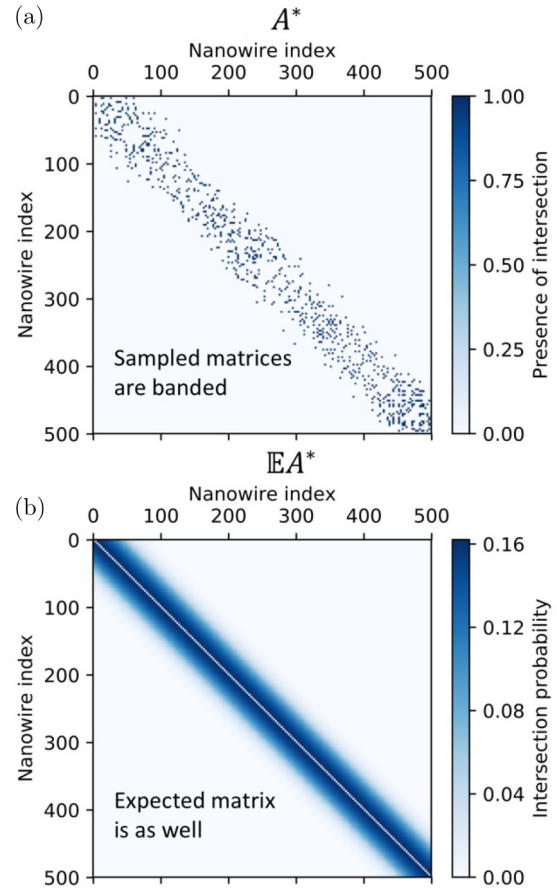 (a)
A*
Nanowire index
0 100 200 300 400 500
0
100
200
300
400
500
Nanowire index
Sampled matrices
are banded
1.00
0.75
0.50
0.25
0.00
Presence of intersection
(b)
𝔼A*
Nanowire index
0 100 200 300 400 500
0
100
200
300
400
500
Nanowire index
Expected matrix
is as well
0.16
0.12
0.08
0.04
0.00
Intersection probability